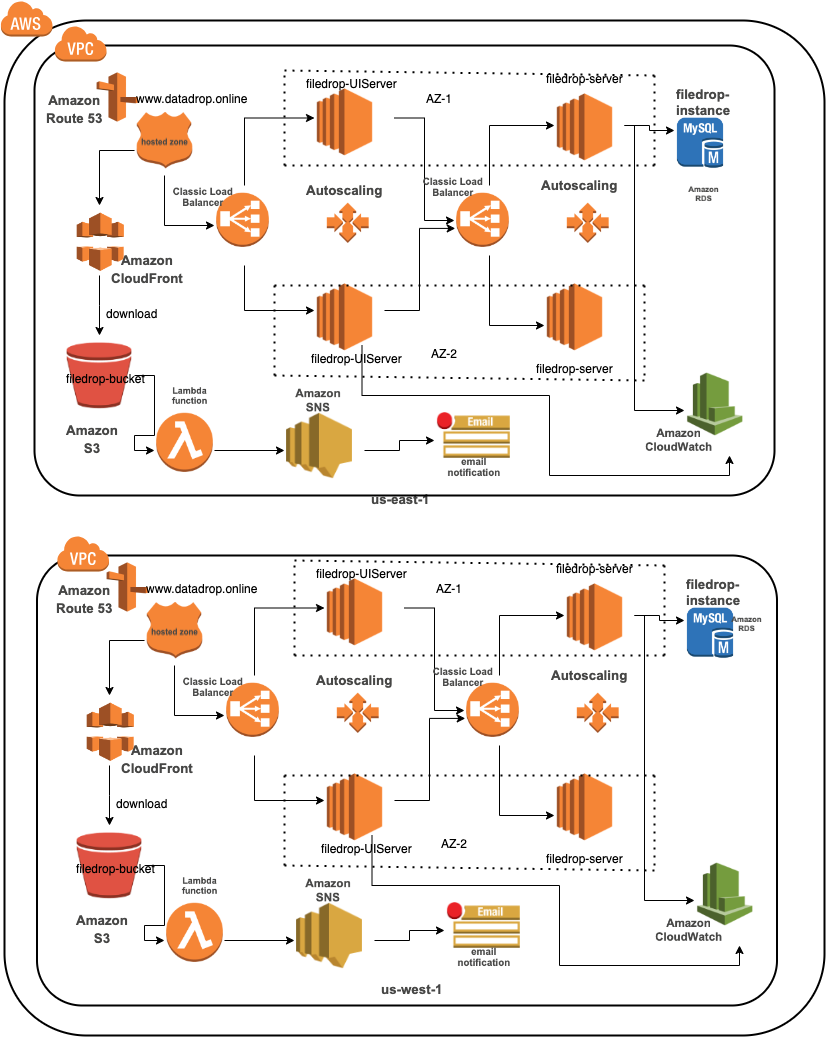 AWS
VPC
Amazon
Route 53
www.datadrop.online
hosted zone
filedrop-UIServer
AZ-1
filedrop-server
filedrop-
instance
MySQL
M
Amazon
RDS
Classic Load
Balancer
Autoscaling
Classic Load
Balancer
Autoscaling
Amazon
CloudFront
download
filedrop-UIServer
AZ-2
filedrop-server
filedrop-bucket
Amazon
S3
Lambda
function
λ
Amazon
SNS
Email
email
notification
Amazon
CloudWatch
us-east-1
VPC
Amazon
Route 53
www.datadrop.online
hosted zone
filedrop-UIServer
AZ-1
filedrop-server
filedrop-
instance
MySQL
M
Amazon
RDS
Classic Load
Balancer
Autoscaling
Classic Load
Balancer
Autoscaling
Amazon
CloudFront
download
filedrop-UIServer
AZ-2
filedrop-server
filedrop-bucket
Amazon
S3
Lambda
function
λ
Amazon
SNS
Email
email
notification
Amazon
CloudWatch
us-west-1